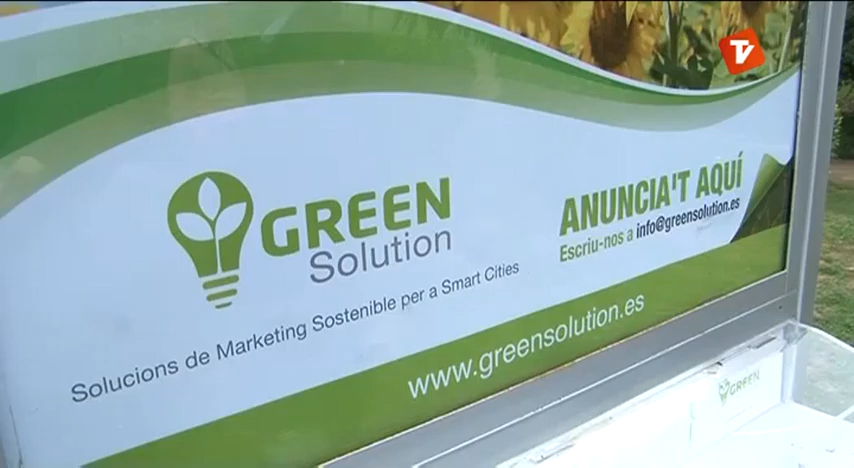 TV
GREEN
Solution
Solucions de Marketing Sostenible per a Smart Cities
ANUNCIA'T AQUÍ
Escriu-nos a info@greensolution.es
www.greensolution.es
GREEN